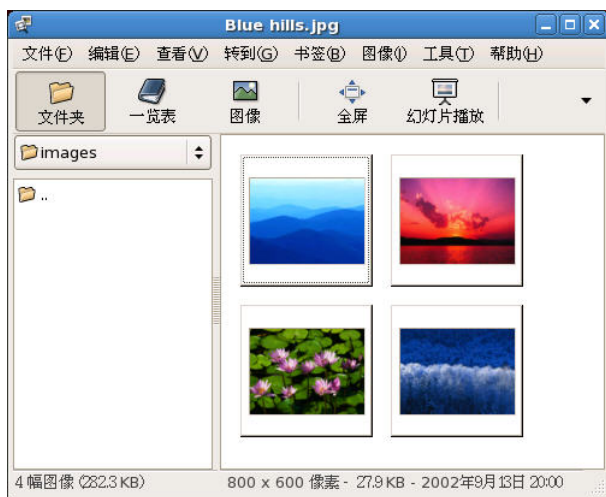 Blue hills.jpg
文件(F) 编辑(E) 查看(V) 转到(G) 书签(B) 图像(I) 工具(T) 帮助(H)
文件夹 一览表 图像 全屏 幻灯片播放
images
..
4 幅图像 (282.3 KB) 800 x 600 像素 - 27.9 KB - 2002年9月13日 20:00